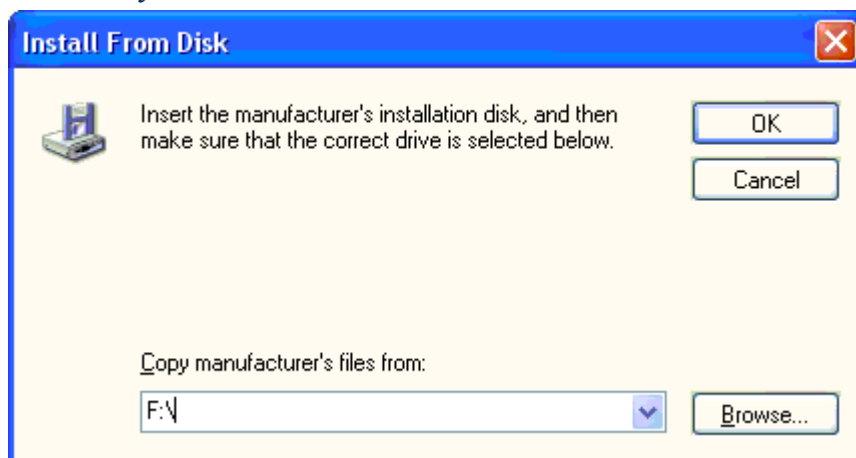 Install From Disk
Insert the manufacturer's installation disk, and then
make sure that the correct drive is selected below.
OK
Cancel
Copy manufacturer's files from:
F:\
Browse...